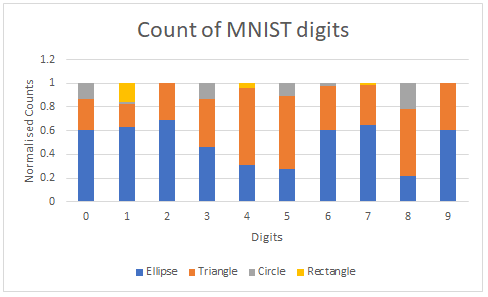 Count of MNIST digits
1.2
1
0.8
0.6
0.4
0.2
0
Normalised Counts
0 1 2 3 4 5 6 7 8 9
Digits
Ellipse Triangle Circle Rectangle